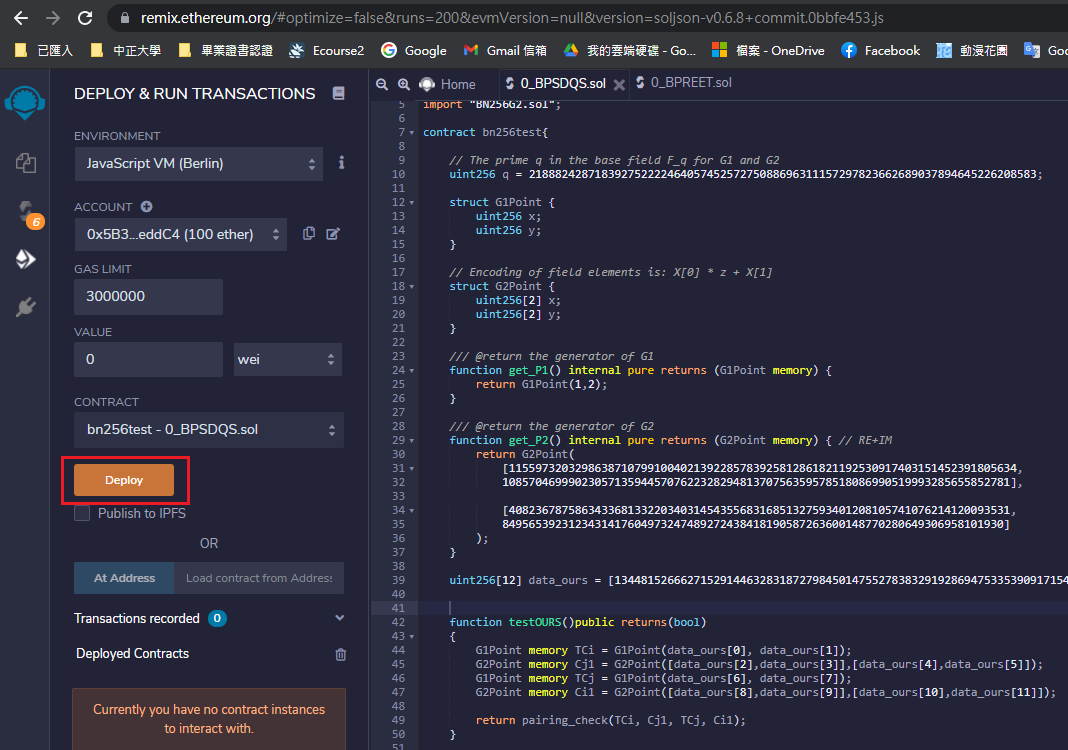 remix.ethereum.org/#optimize=false&runs=200&evmVersion=null&version=soljson-v0.6.8+commit.0bbfe453.js
已匯入 中正大學 畢業證書認證 Ecourse2 Google Gmail 信箱 我的雲端硬碟 - Go... 檔案 - OneDrive Facebook 動漫花園 Goo
DEPLOY & RUN TRANSACTIONS
ENVIRONMENT
JavaScript VM (Berlin)
ACCOUNT
0x5B3...eddC4 (100 ether)
6
GAS LIMIT
3000000
VALUE
0 wei
CONTRACT
bn256test - 0_BPSDQS.sol
Deploy
Publish to IPFS
OR
At Address Load contract from Address
Transactions recorded 0
Deployed Contracts
Currently you have no contract instances
to interact with.
Home 0_BPSDQS.sol 0_BPREET.sol
5 import "BN256G2.sol";
6
7 contract bn256test{
8
9 // The prime q in the base field F_q for G1 and G2
10 uint256 q = 21888242871839275222246405745257275088696311157297823662689037894645226208583;
11
12 struct G1Point {
13 uint256 x;
14 uint256 y;
15 }
16
17 // Encoding of field elements is: X[0] * z + X[1]
18 struct G2Point {
19 uint256[2] x;
20 uint256[2] y;
21 }
22
23 /// @return the generator of G1
24 function get_P1() internal pure returns (G1Point memory) {
25 return G1Point(1,2);
26 }
27
28 /// @return the generator of G2
29 function get_P2() internal pure returns (G2Point memory) { // RE+IM
30 return G2Point(
31 [11559732032986387107991004021392285783925812861821192530917403151452391805634,
32 10857046999023057135944570762232829481370756359578518086990519993285655852781],
33
34 [4082367875863433681332203403145435568316851327593401208105741076214120093531,
35 8495653923123431417604973247489272438418190587263600148770280649306958101930]
36 );
37 }
38
39 uint256[12] data_ours = [134481526662715291446328318727984501475527838329192869475335390917154
40
41
42 function testOURS()public returns(bool)
43 {
44 G1Point memory TCi = G1Point(data_ours[0], data_ours[1]);
45 G2Point memory Cj1 = G2Point([data_ours[2],data_ours[3]],[data_ours[4],data_ours[5]]);
46 G1Point memory TCj = G1Point(data_ours[6], data_ours[7]);
47 G2Point memory Ci1 = G2Point([data_ours[8],data_ours[9]],[data_ours[10],data_ours[11]]);
48
49 return pairing_check(TCi, Cj1, TCj, Ci1);
50 }
51